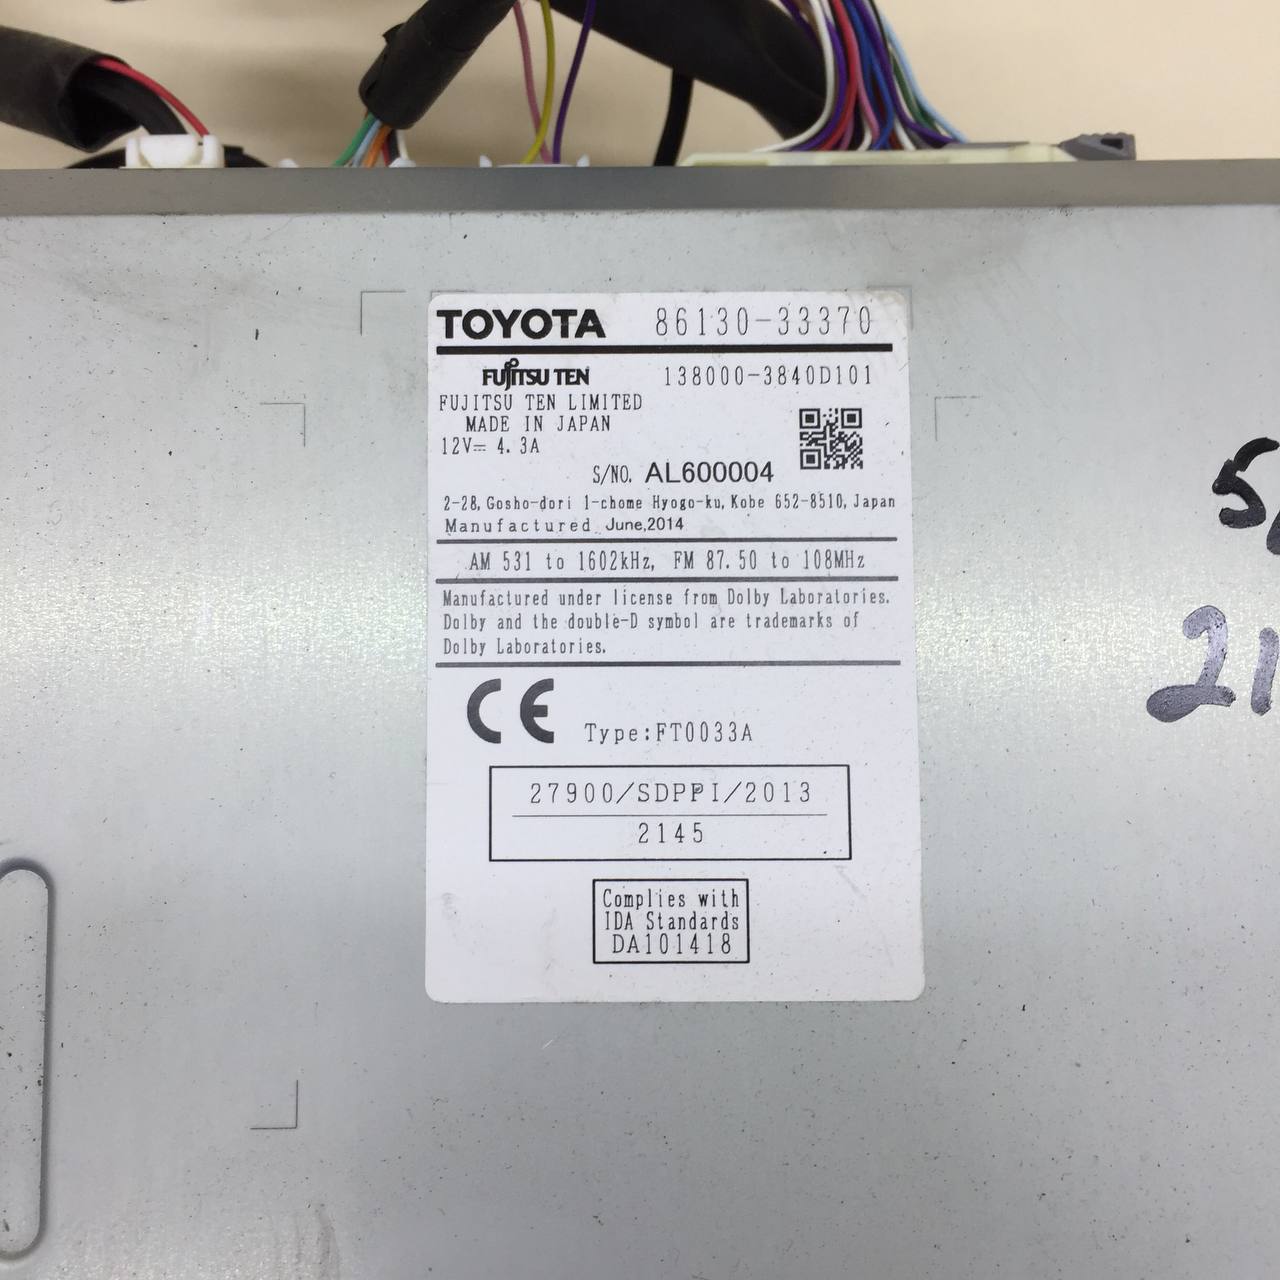 TOYOTA 86130-33370
FUJITSU TEN 138000-3840D101
FUJITSU TEN LIMITED
MADE IN JAPAN
12V⎓ 4.3A
S/NO. AL600004
2-28, Gosho-dori 1-chome Hyogo-ku, Kobe 652-8510, Japan
Manufactured June,2014
AM 531 to 1602kHz, FM 87.50 to 108MHz
Manufactured under license from Dolby Laboratories.
Dolby and the double-D symbol are trademarks of
Dolby Laboratories.
CE Type:FT0033A
27900/SDPPI/2013
2145
Complies with
IDA Standards
DA101418
21